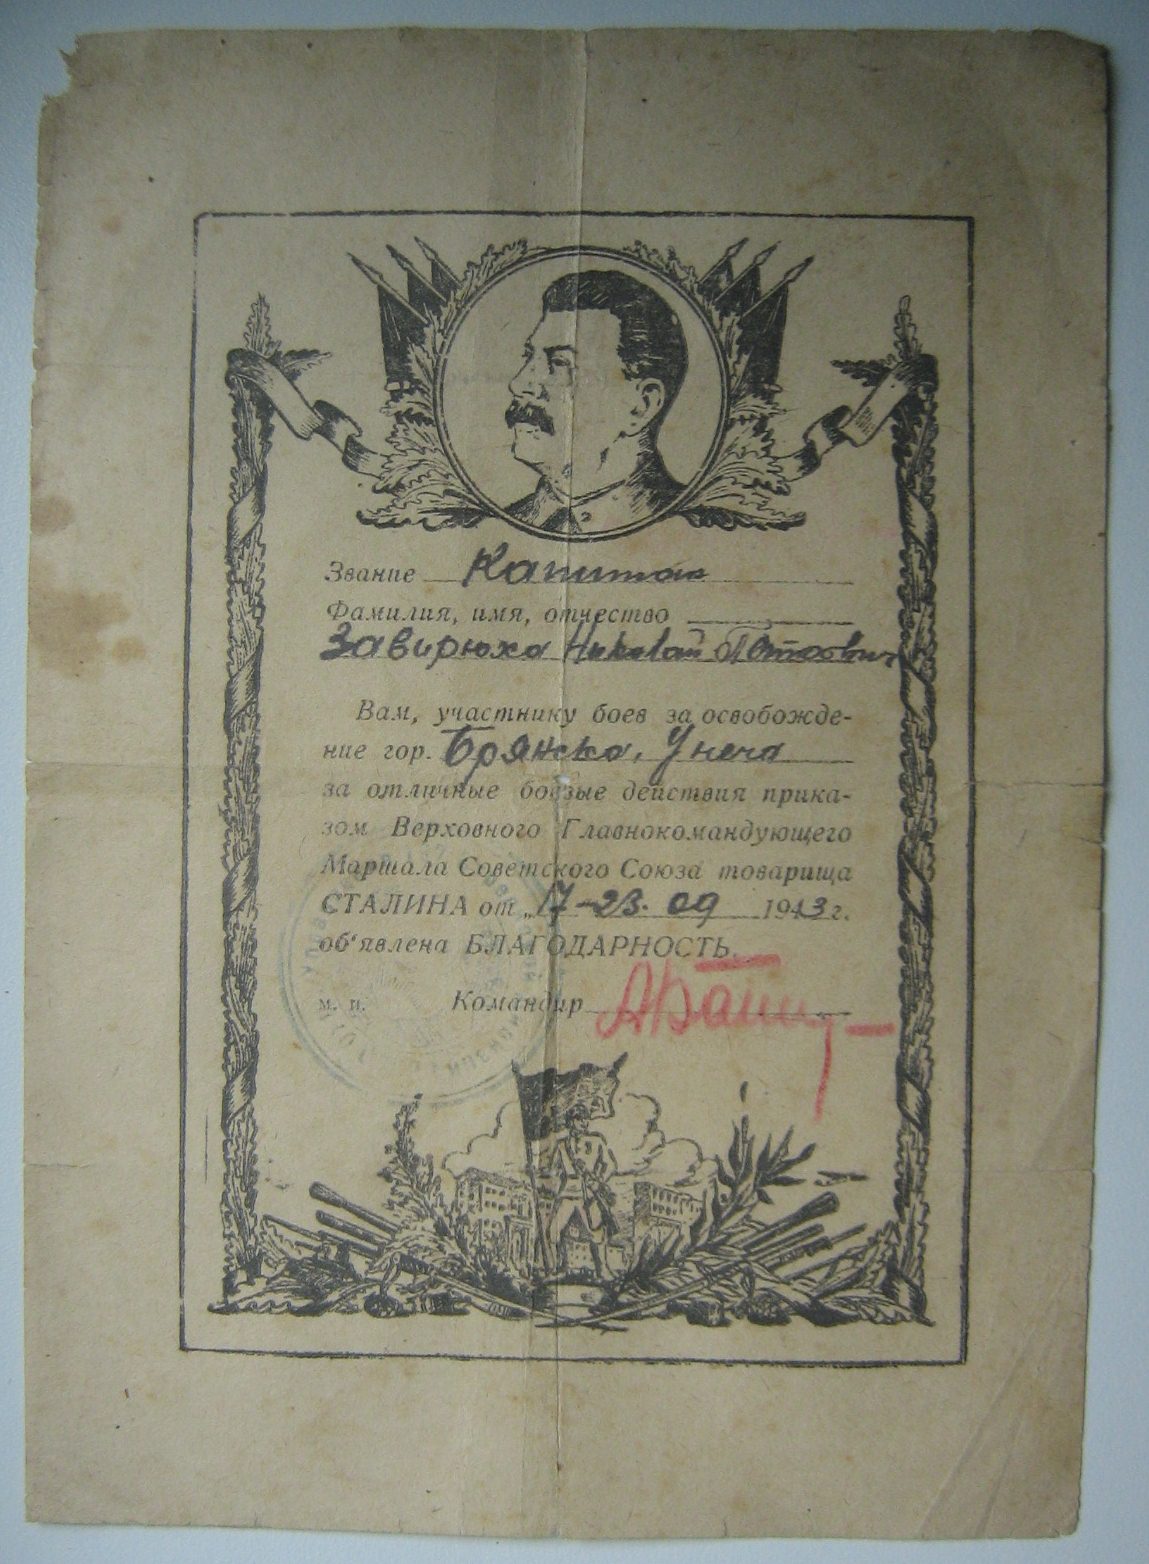 Звание Капитан
Фамилия, имя, отчество
Завирюха Николай
Вам, участнику боев за освобожде-
ние гор. Брянска, Унеча
за отличные боевые действия прика-
зом Верховного Главнокомандующего
Маршала Советского Союза товарища
СТАЛИНА от „17-23. 09 1943 г.
об'явлена БЛАГОДАРНОСТЬ.
м. п. Командир